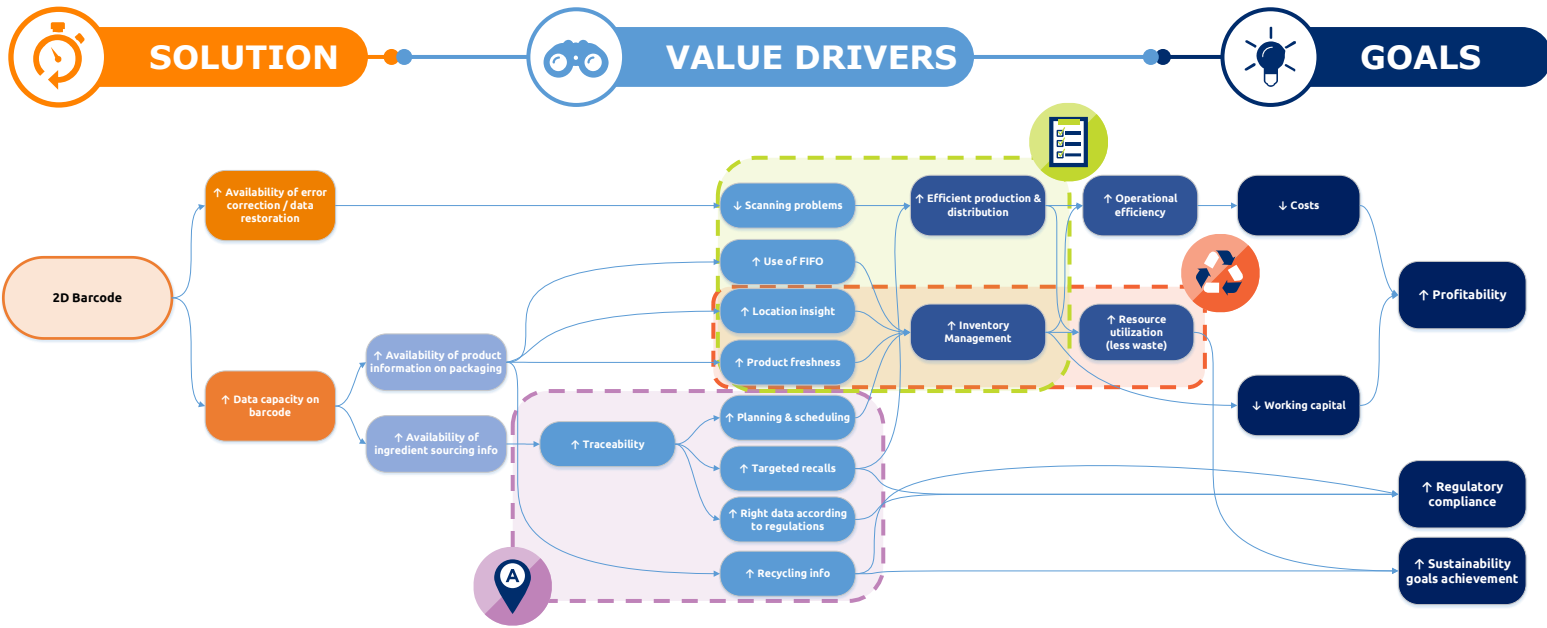 SOLUTION
VALUE DRIVERS
GOALS
2D Barcode
↑ Availability of error
correction / data
restoration
↑ Data capacity on
barcode
↑ Availability of product
information on packaging
↑ Availability of
ingredient sourcing info
↑ Traceability
↓ Scanning problems
↑ Use of FIFO
↑ Location insight
↑ Product freshness
↑ Planning & scheduling
↑ Targeted recalls
↑ Right data according
to regulations
↑ Recycling info
↑ Efficient production &
distribution
↑ Inventory
Management
↑ Operational
efficiency
↑ Resource
utilization
(less waste)
↓ Costs
↓ Working capital
↑ Profitability
↑ Regulatory
compliance
↑ Sustainability
goals achievement
A